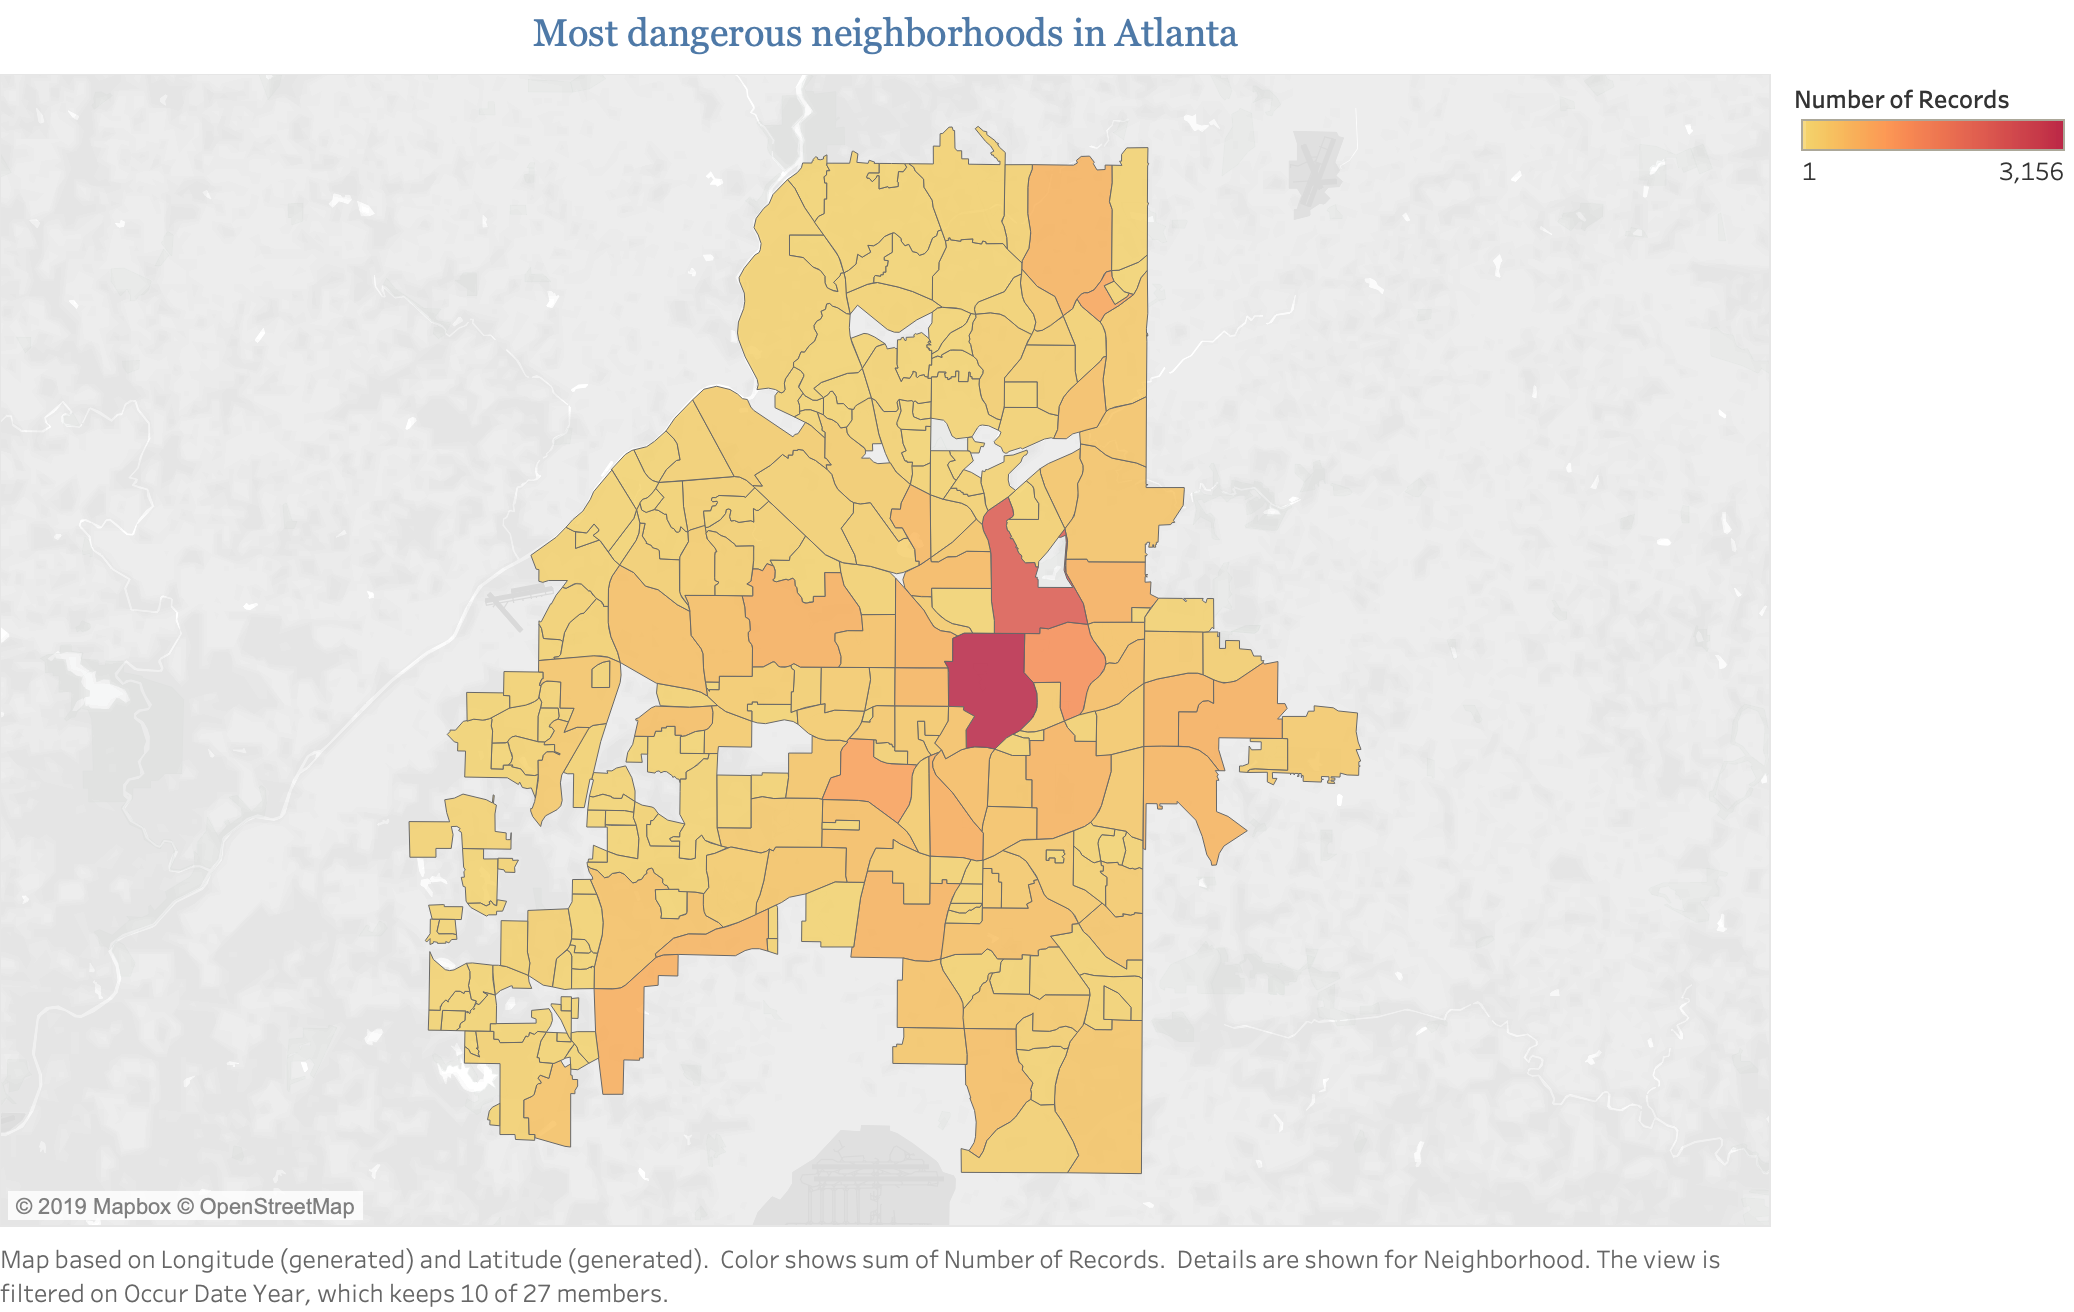 Most dangerous neighborhoods in Atlanta
Number of Records
1 3,156
© 2019 Mapbox © OpenStreetMap
Map based on Longitude (generated) and Latitude (generated).  Color shows sum of Number of Records.  Details are shown for Neighborhood. The view is
filtered on Occur Date Year, which keeps 10 of 27 members.